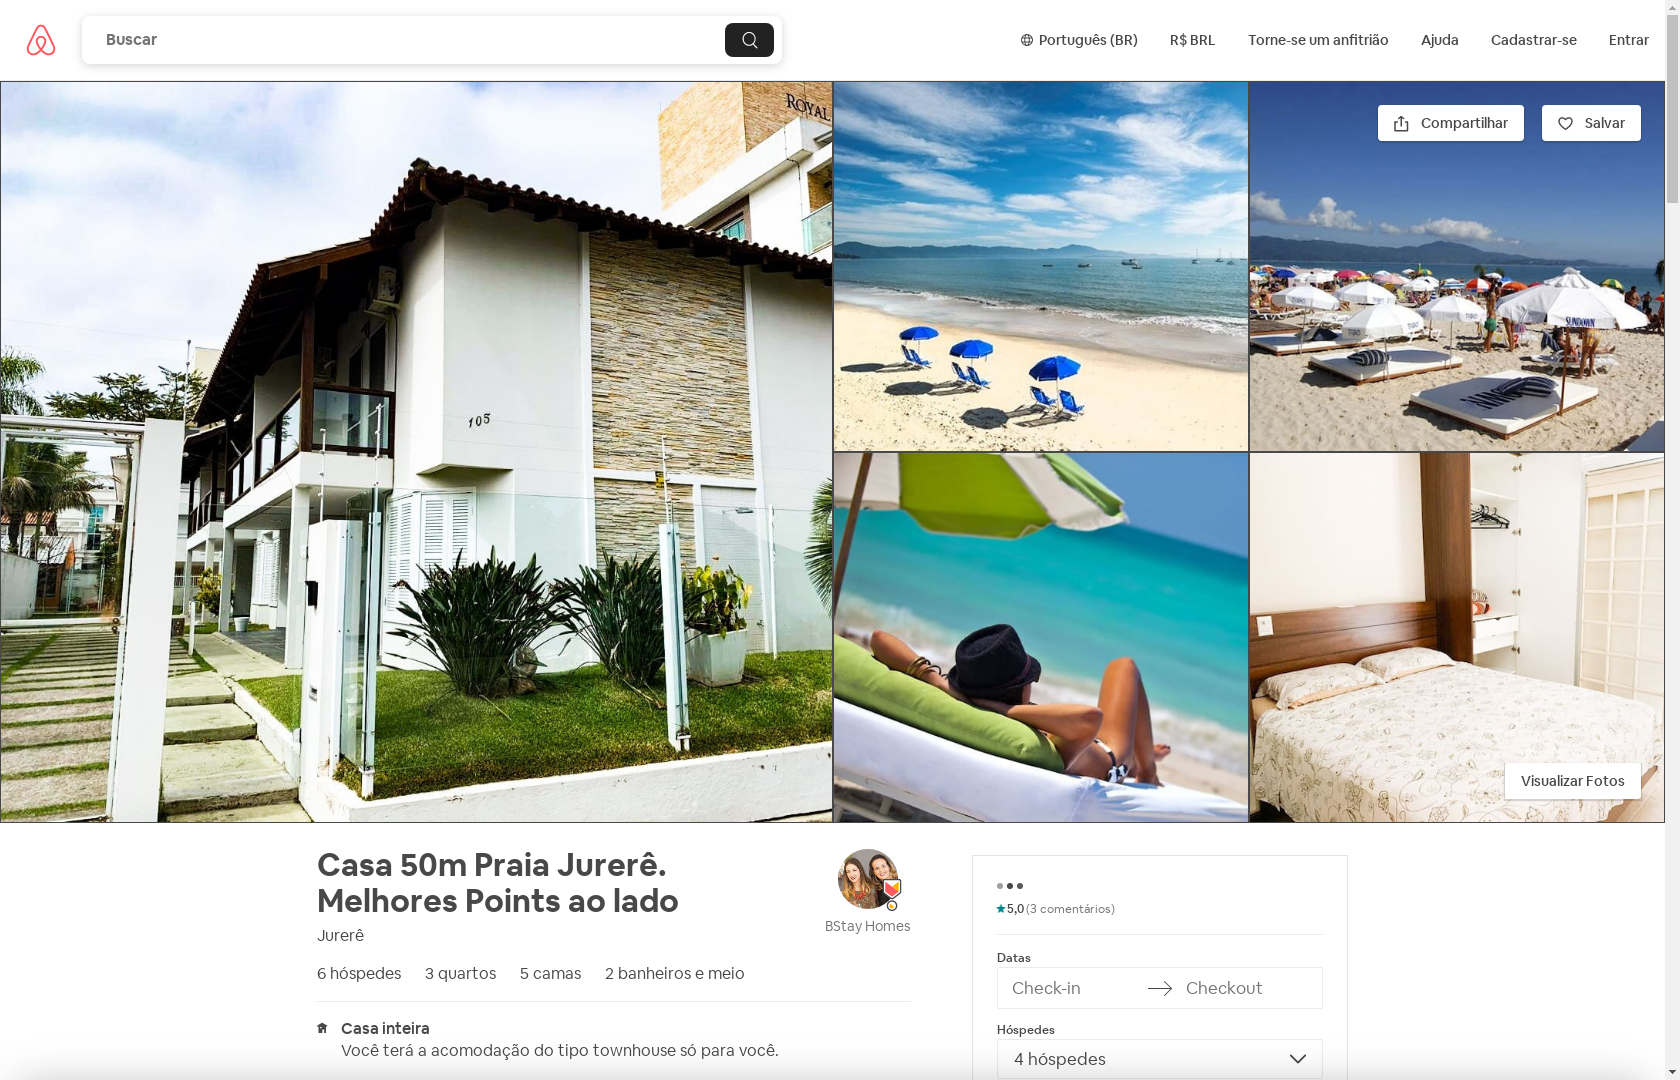 Buscar
Português (BR)
R$ BRL
Torne-se um anfitrião
Ajuda
Cadastrar-se
Entrar
ROYAL
105
Compartilhar
Salvar
SUNDOWN
Visualizar Fotos
Casa 50m Praia Jurerê.
Melhores Points ao lado
Jurerê
BStay Homes
6 hóspedes
3 quartos
5 camas
2 banheiros e meio
Casa inteira
Você terá a acomodação do tipo townhouse só para você.
5,0 (3 comentários)
Datas
Check-in
Checkout
Hóspedes
4 hóspedes